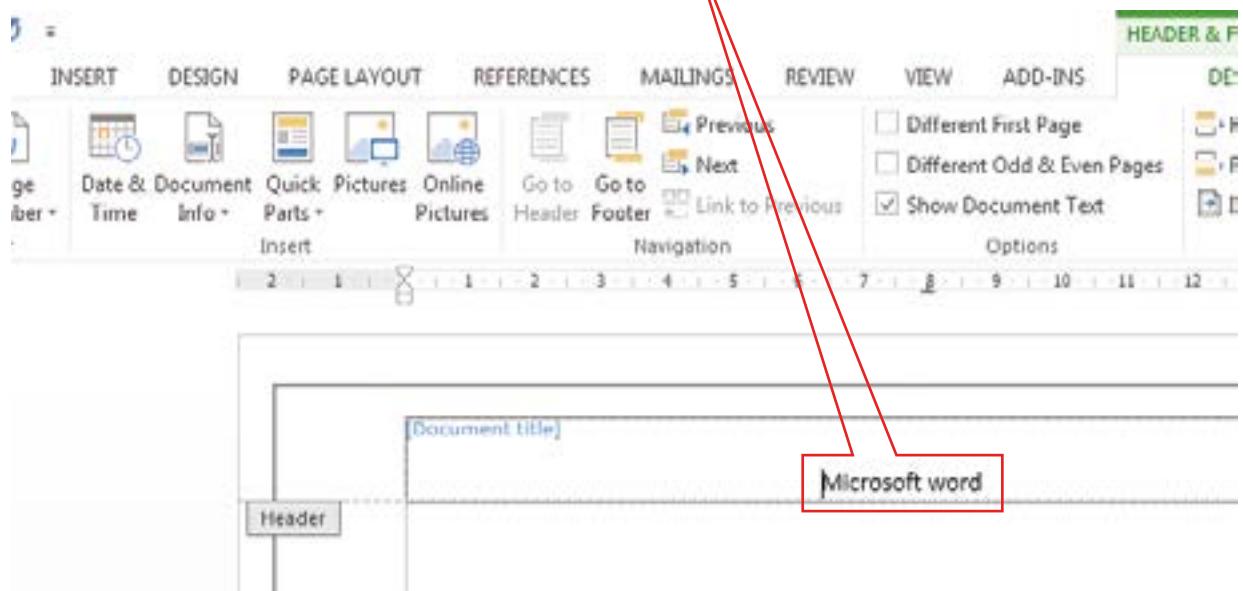 HEADER & F
INSERT DESIGN PAGE LAYOUT REFERENCES MAILINGS REVIEW VIEW ADD-INS DE
Previous Different First Page
Next Different Odd & Even Pages
ge Date & Document Quick Pictures Online Go to Go to Link to Previous Show Document Text
ber Time Info Parts Pictures Header Footer
Insert Navigation Options
2 1 1 2 3 4 5 6 7 8 9 10 11 12
[Document title]
Microsoft word
Header